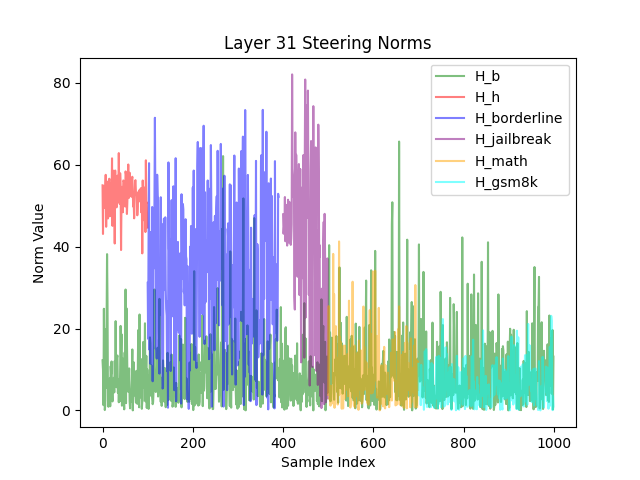 Layer 31 Steering Norms
Norm Value
80
60
40
20
0
0
200
400
600
800
1000
Sample Index
H_b
H_h
H_borderline
H_jailbreak
H_math
H_gsm8k